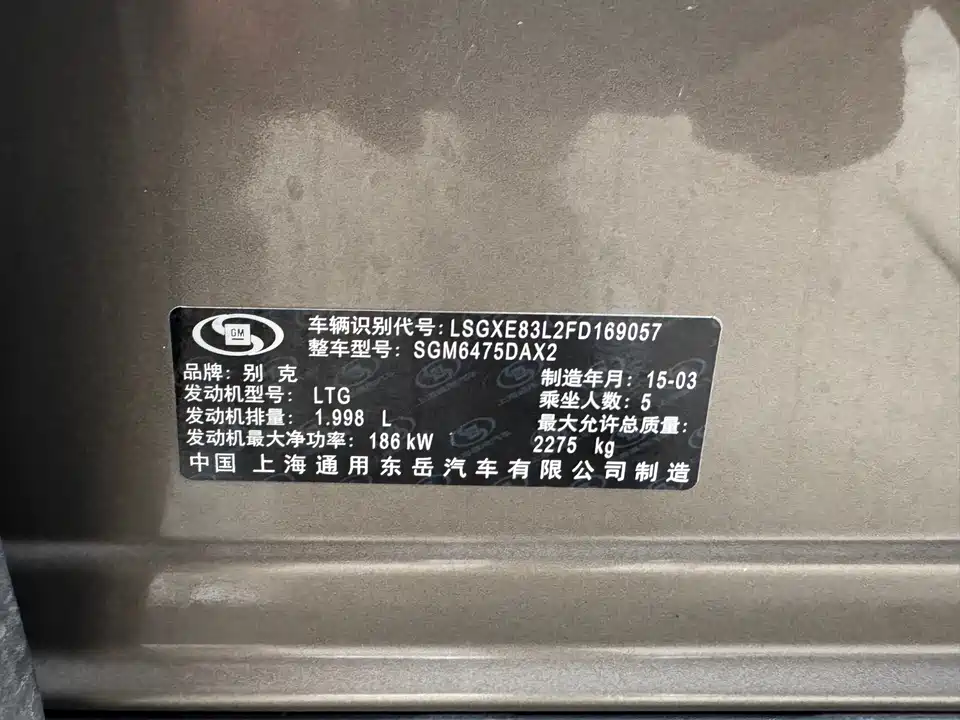 GM
车辆识别代号: LSGXE83L2FD169057
整车型号: SGM6475DAX2
品牌: 别 克
制造年月: 15-03
发动机型号: LTG
乘坐人数: 5
发动机排量: 1.998 L
最大允许总质量:
发动机最大净功率: 186 kW
2275 kg
中国 上海通用东岳汽车有限公司制造